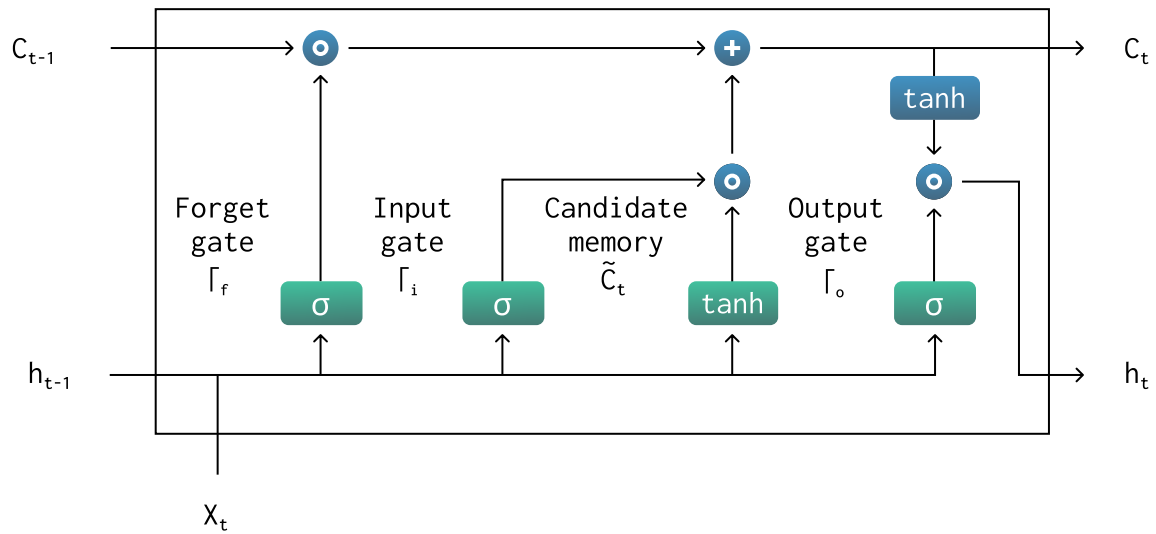 Cₜ₋₁
Cₜ
tanh
Forget
gate
Γf
Input
gate
Γᵢ
Candidate
memory
C̃ₜ
Output
gate
Γₒ
σ
σ
tanh
σ
hₜ₋₁
hₜ
Xₜ